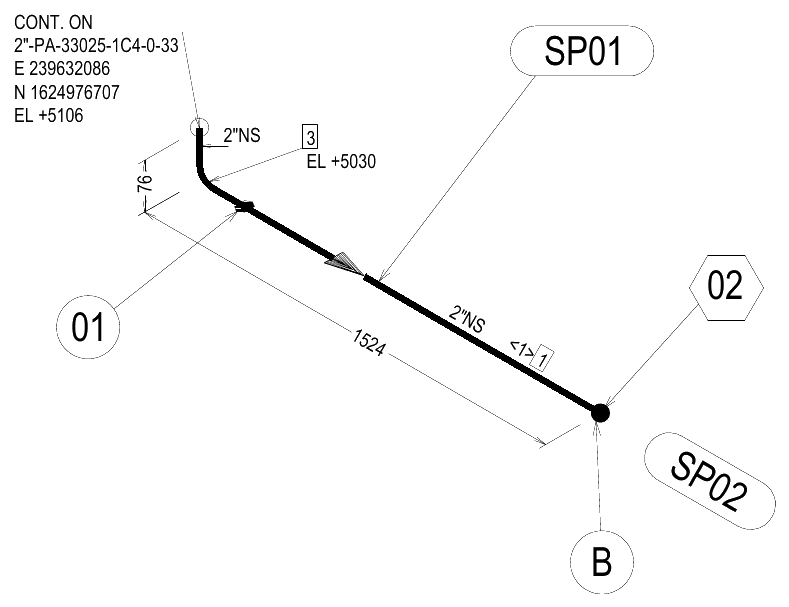 CONT. ON
2"-PA-33025-1C4-0-33
E 239632086
N 1624976707
EL +5106
SP01
2"NS
3
EL +5030
76
01
02
2"NS
<1> 1
1524
SP02
B